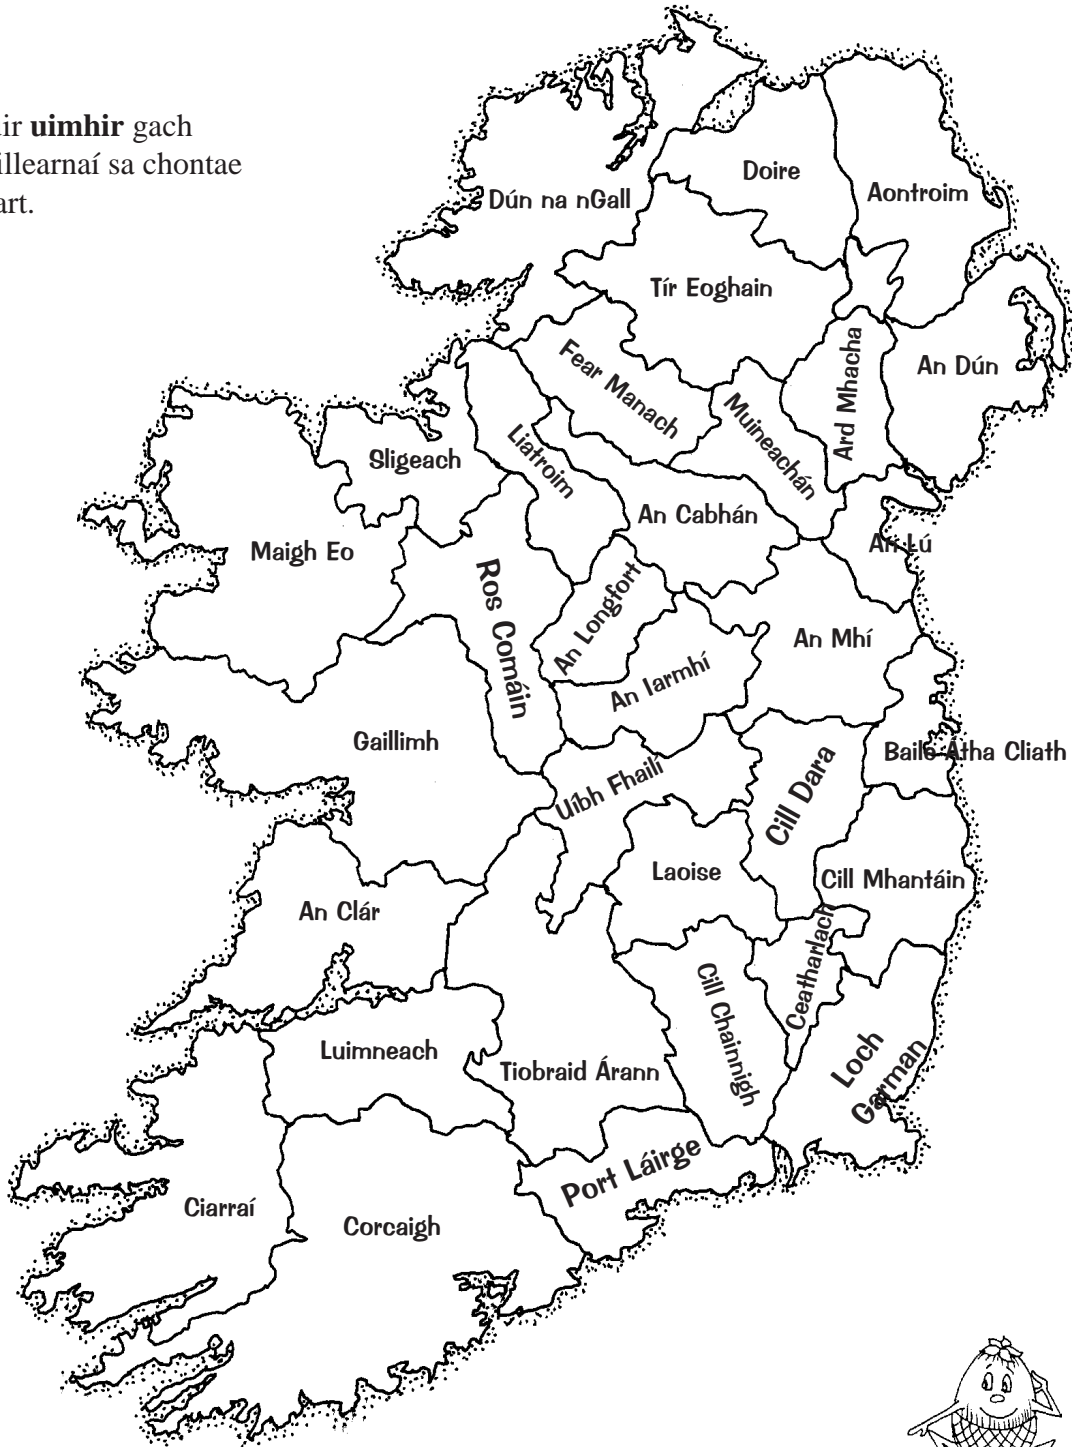 uimhir gach
sa chontae
Doire
Aontroim
Dún na nGall
Tír Eoghain
An Dún
Fear Manach
Ard Mhacha
Muineachán
Liatroim
Sligeach
An Cabhán
An Lú
Maigh Eo
Ros Comáin
An Longfort
An Mhí
An Iarmhí
Gaillimh
Baile Átha Cliath
Uíbh Fhailí
Cill Dara
Laoise
Cill Mhantáin
An Clár
Ceatharlach
Cill Chainnigh
Luimneach
Tiobraid Árann
Loch
Garman
Port Láirge
Ciarraí
Corcaigh